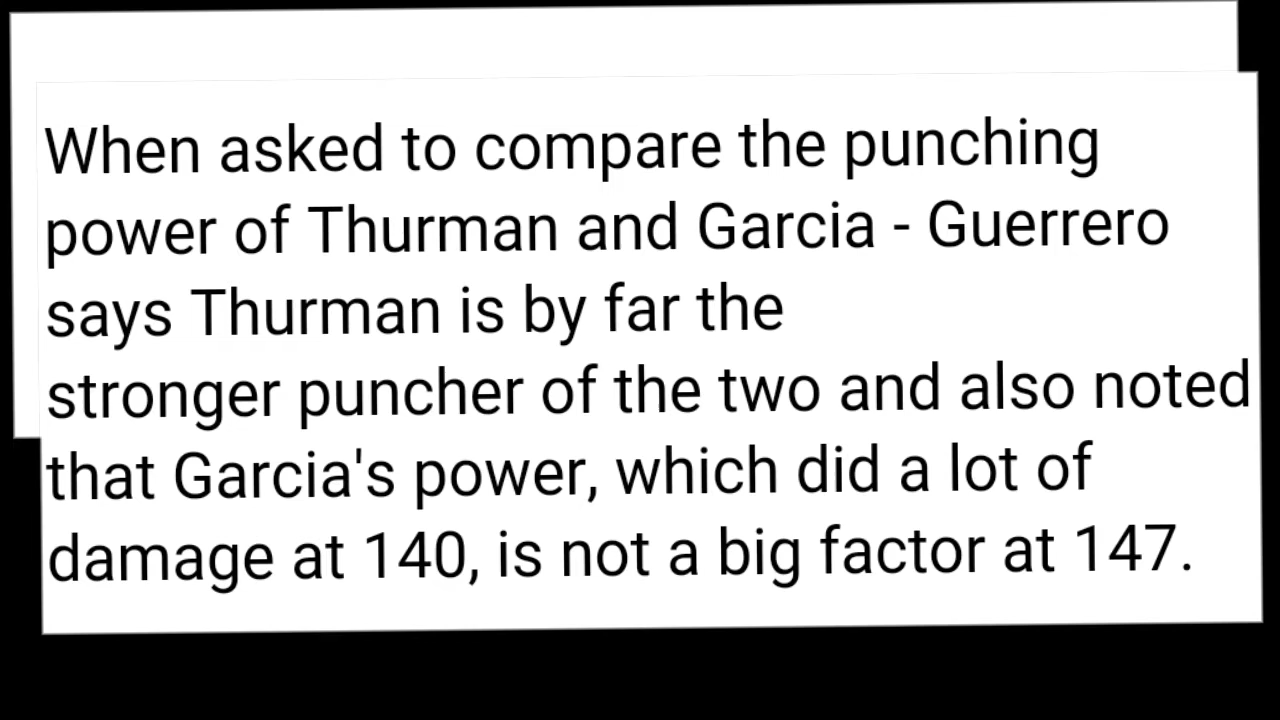 When asked to compare the punching
power of Thurman and Garcia - Guerrero
says Thurman is by far the
stronger puncher of the two and also noted
that Garcia's power, which did a lot of
damage at 140, is not a big factor at 147.